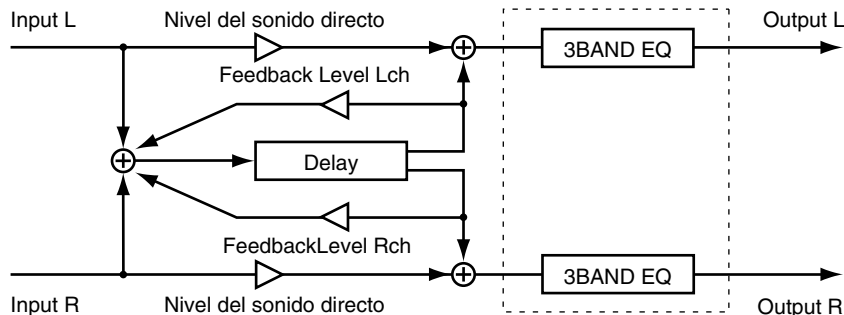 Input L
Nivel del sonido directo
Output L
3BAND EQ
Feedback Level Lch
Delay
FeedbackLevel Rch
3BAND EQ
Input R
Nivel del sonido directo
Output R